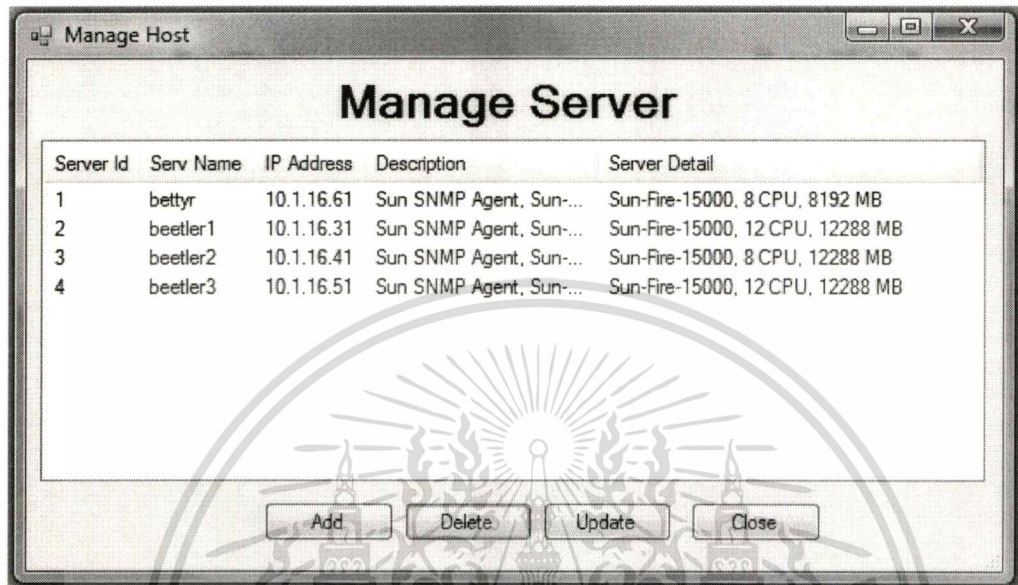 Manage Host
Manage Server
Server Id Serv Name IP Address Description Server Detail
1 bettyr 10.1.16.61 Sun SNMP Agent, Sun-... Sun-Fire-15000, 8 CPU, 8192 MB
2 beetler1 10.1.16.31 Sun SNMP Agent, Sun-... Sun-Fire-15000, 12 CPU, 12288 MB
3 beetler2 10.1.16.41 Sun SNMP Agent, Sun-... Sun-Fire-15000, 8 CPU, 12288 MB
4 beetler3 10.1.16.51 Sun SNMP Agent, Sun-... Sun-Fire-15000, 12 CPU, 12288 MB
Add Delete Update Close